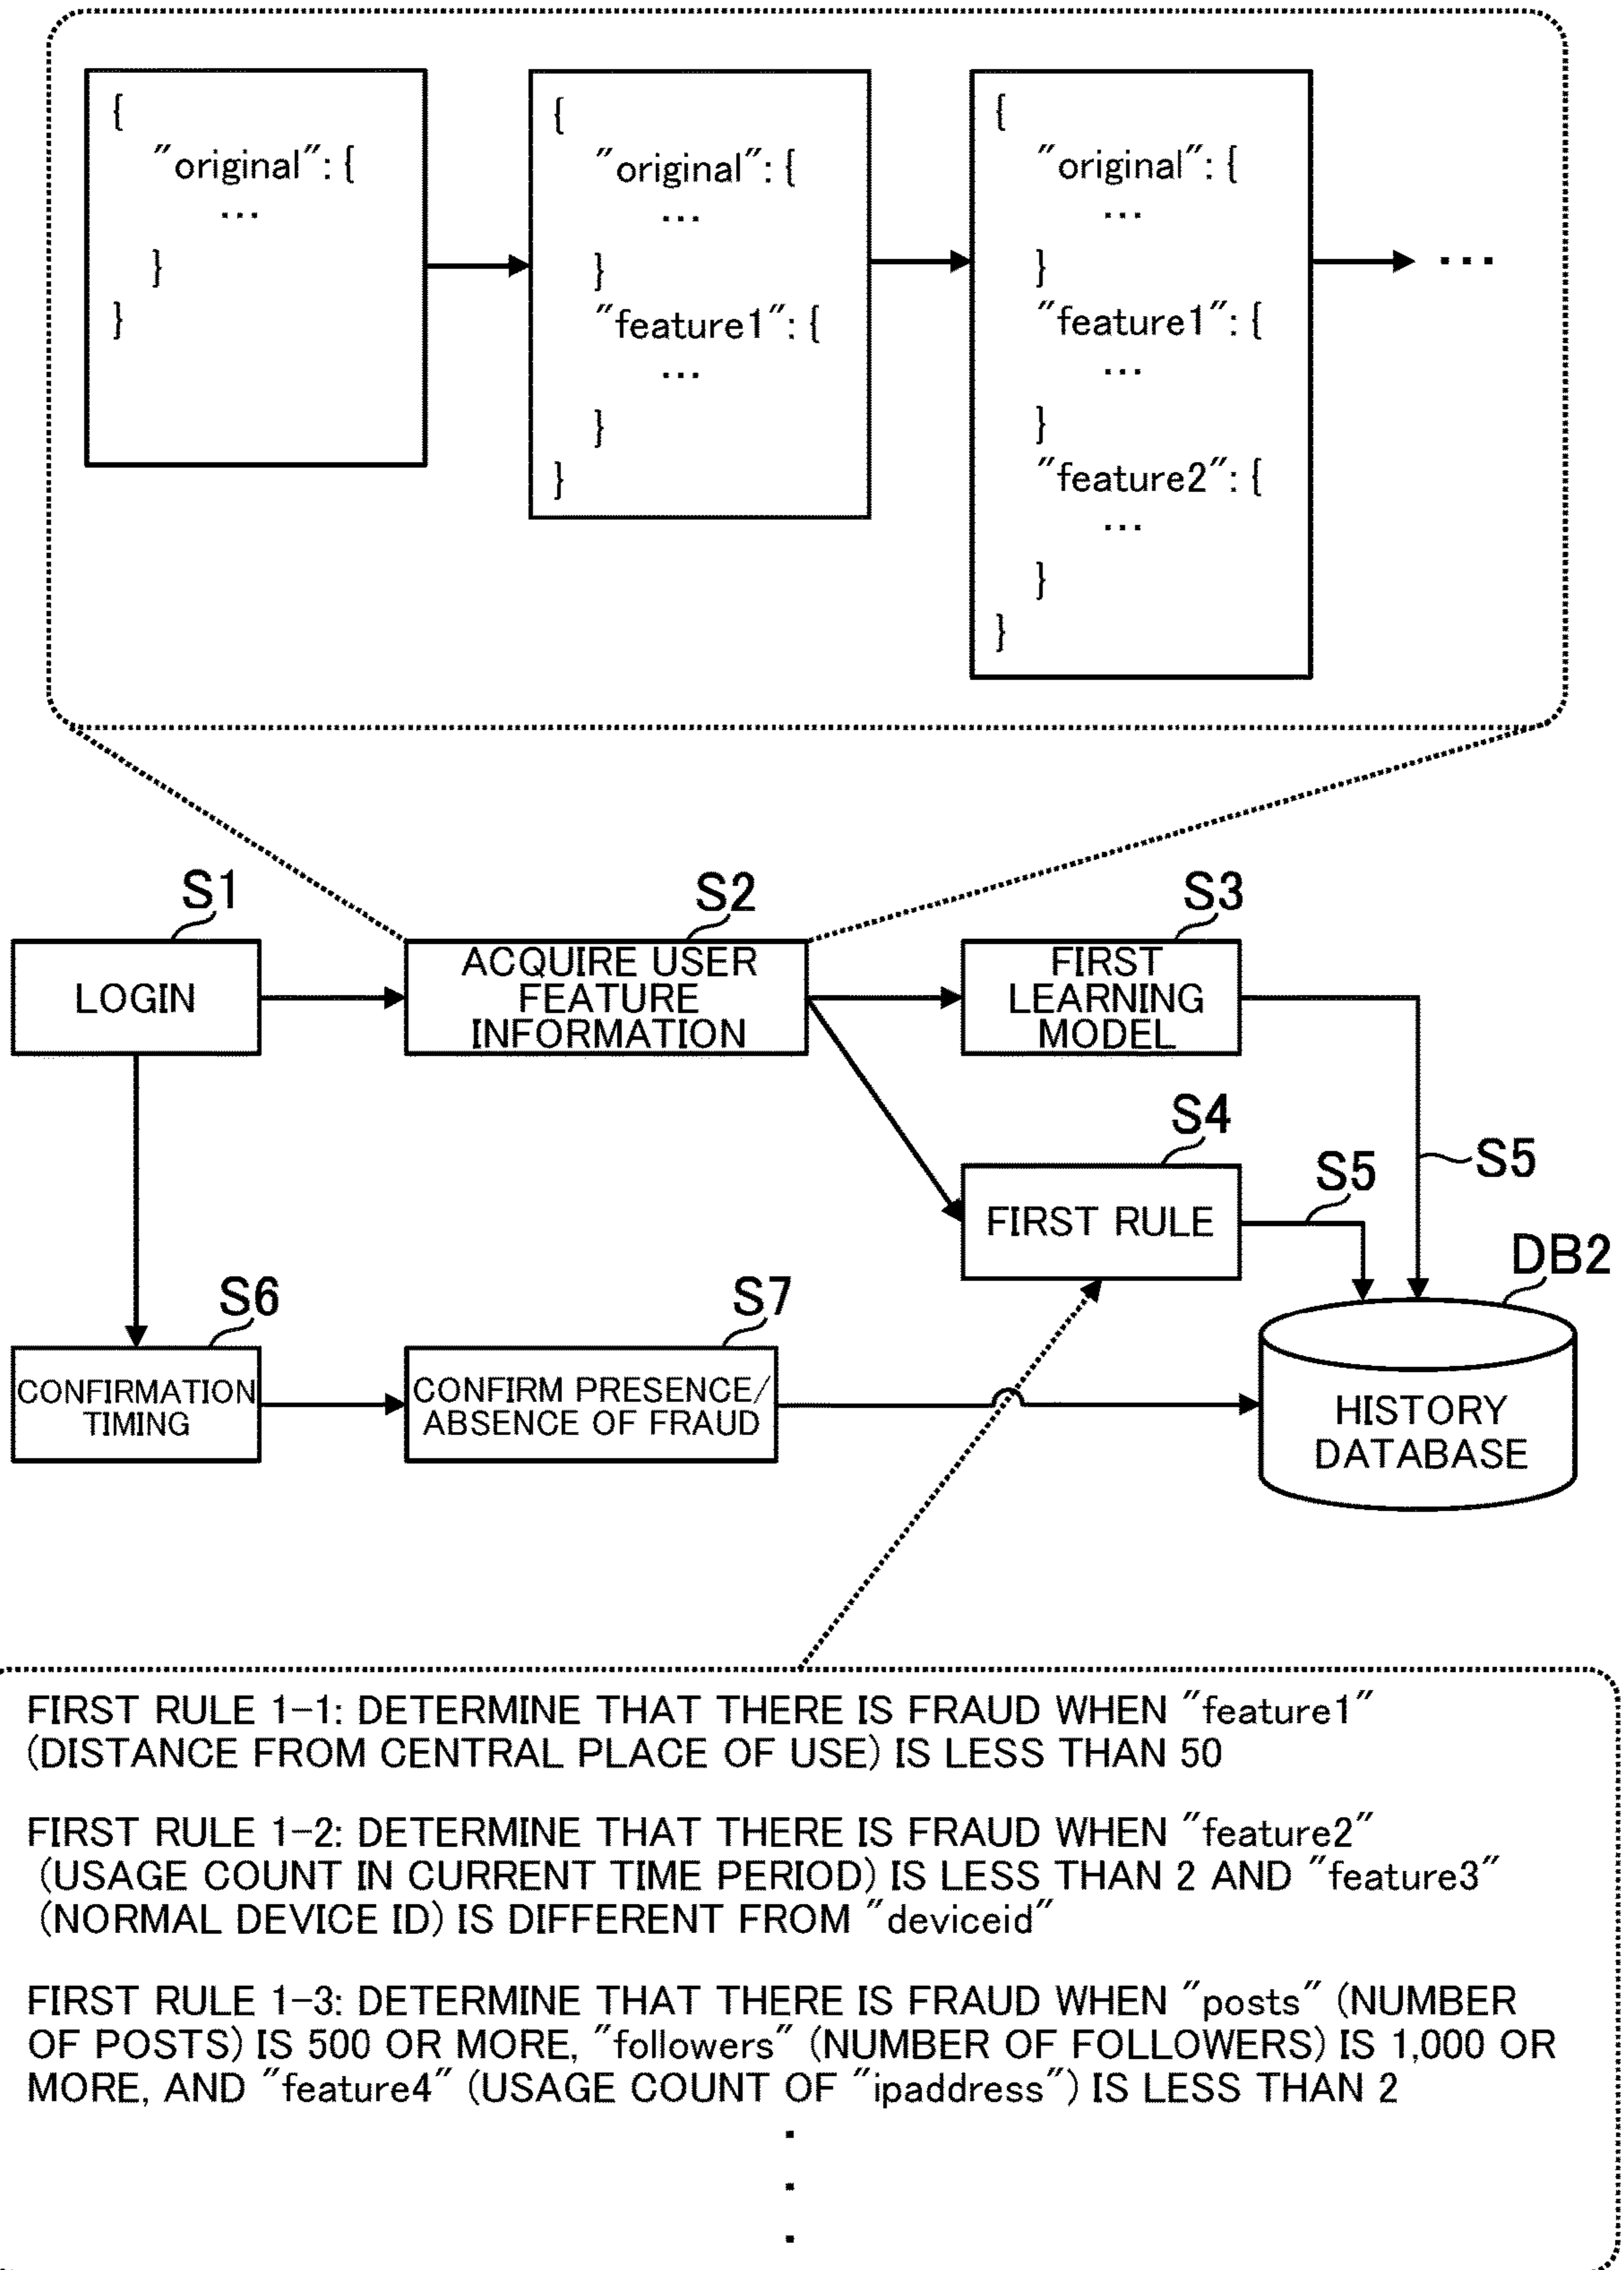 {
"original": {
...
}
}
{
"original": {
...
}
"feature1": {
...
}
}
{
"original": {
...
}
"feature1": {
...
}
"feature2": {
...
}
}
...
S1
LOGIN
S2
ACQUIRE USER
FEATURE
INFORMATION
S3
FIRST
LEARNING
MODEL
S4
FIRST RULE
S5
S5
DB2
HISTORY
DATABASE
S6
CONFIRMATION
TIMING
S7
CONFIRM PRESENCE/
ABSENCE OF FRAUD
FIRST RULE 1-1: DETERMINE THAT THERE IS FRAUD WHEN "feature1"
(DISTANCE FROM CENTRAL PLACE OF USE) IS LESS THAN 50
FIRST RULE 1-2: DETERMINE THAT THERE IS FRAUD WHEN "feature2"
(USAGE COUNT IN CURRENT TIME PERIOD) IS LESS THAN 2 AND "feature3"
(NORMAL DEVICE ID) IS DIFFERENT FROM "deviceid"
FIRST RULE 1-3: DETERMINE THAT THERE IS FRAUD WHEN "posts" (NUMBER
OF POSTS) IS 500 OR MORE, "followers" (NUMBER OF FOLLOWERS) IS 1,000 OR
MORE, AND "feature4" (USAGE COUNT OF "ipaddress") IS LESS THAN 2
.
.
.